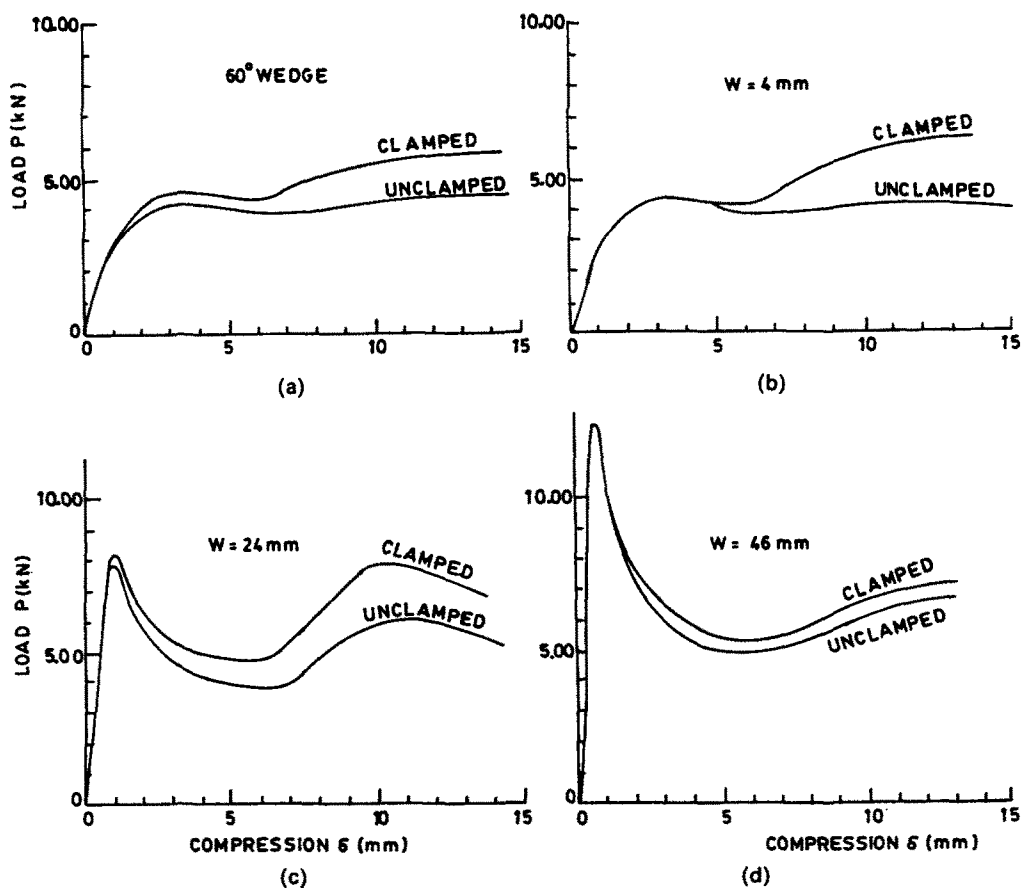 10.00
5.00
0
LOAD P (kN)
60° WEDGE
CLAMPED
UNCLAMPED
0 5 10 15
(a)
10.00
5.00
0
W = 4 mm
CLAMPED
UNCLAMPED
0 5 10 15
(b)
10.00
5.00
0
LOAD P (kN)
W = 24 mm
CLAMPED
UNCLAMPED
0 5 10 15
COMPRESSION δ (mm)
(c)
10.00
5.00
0
W = 46 mm
CLAMPED
UNCLAMPED
0 5 10 15
COMPRESSION δ (mm)
(d)